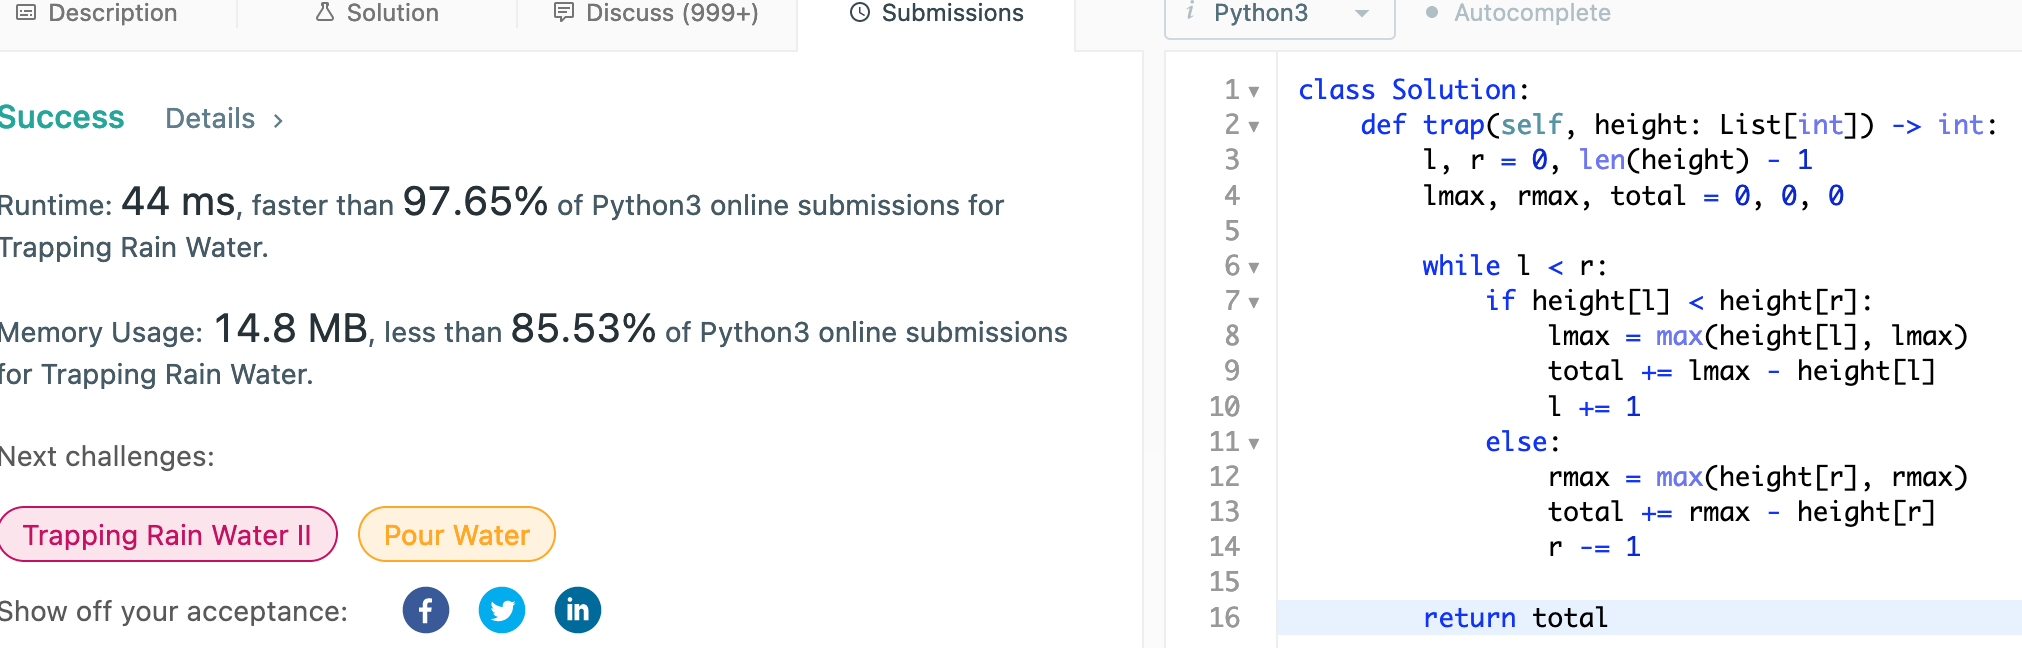 Description
Solution
Discuss (999+)
Submissions
Success Details >
Runtime: 44 ms, faster than 97.65% of Python3 online submissions for
Trapping Rain Water.
Memory Usage: 14.8 MB, less than 85.53% of Python3 online submissions
for Trapping Rain Water.
Next challenges:
Trapping Rain Water II
Pour Water
Show off your acceptance:
f
in
i Python3
Autocomplete
1 class Solution:
2     def trap(self, height: List[int]) -> int:
3         l, r = 0, len(height) - 1
4         lmax, rmax, total = 0, 0, 0
5
6         while l < r:
7             if height[l] < height[r]:
8                 lmax = max(height[l], lmax)
9                 total += lmax - height[l]
10                 l += 1
11             else:
12                 rmax = max(height[r], rmax)
13                 total += rmax - height[r]
14                 r -= 1
15
16         return total